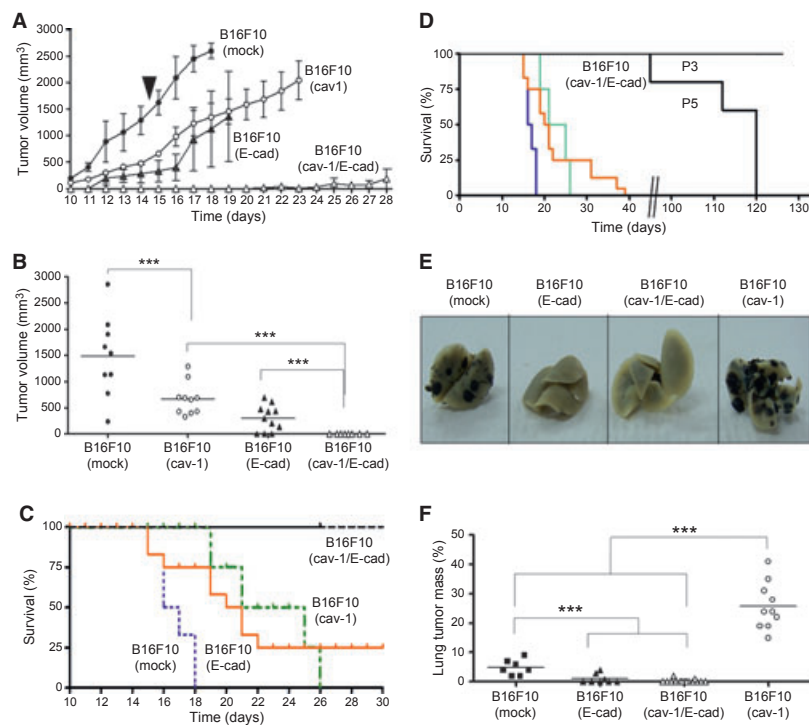 A
Tumor volume (mm³)
3000
2500
2000
1500
1000
500
0
B16F10
(mock)
B16F10
(cav1)
B16F10
(E-cad)
B16F10
(cav-1/E-cad)
10 11 12 13 14 15 16 17 18 19 20 21 22 23 24 25 26 27 28
Time (days)
B
Tumor volume (mm³)
3000
2500
2000
1500
1000
500
0
***
***
***
B16F10 B16F10 B16F10 B16F10
(mock) (cav-1) (E-cad) (cav-1/E-cad)
C
Survival (%)
100
75
50
25
0
B16F10
(cav-1/E-cad)
B16F10
(cav-1)
B16F10
(mock)
B16F10
(E-cad)
10 12 14 16 18 20 22 24 26 28 30
Time (days)
D
Survival (%)
100
75
50
25
0
B16F10
(cav-1/E-cad)
P3
P5
0 10 20 30 40 100 110 120 130
Time (days)
E
B16F10 B16F10 B16F10 B16F10
(mock) (E-cad) (cav-1/E-cad) (cav-1)
F
Lung tumor mass (%)
50
40
30
20
10
0
***
***
B16F10 B16F10 B16F10 B16F10
(mock) (E-cad) (cav-1/E-cad) (cav-1)